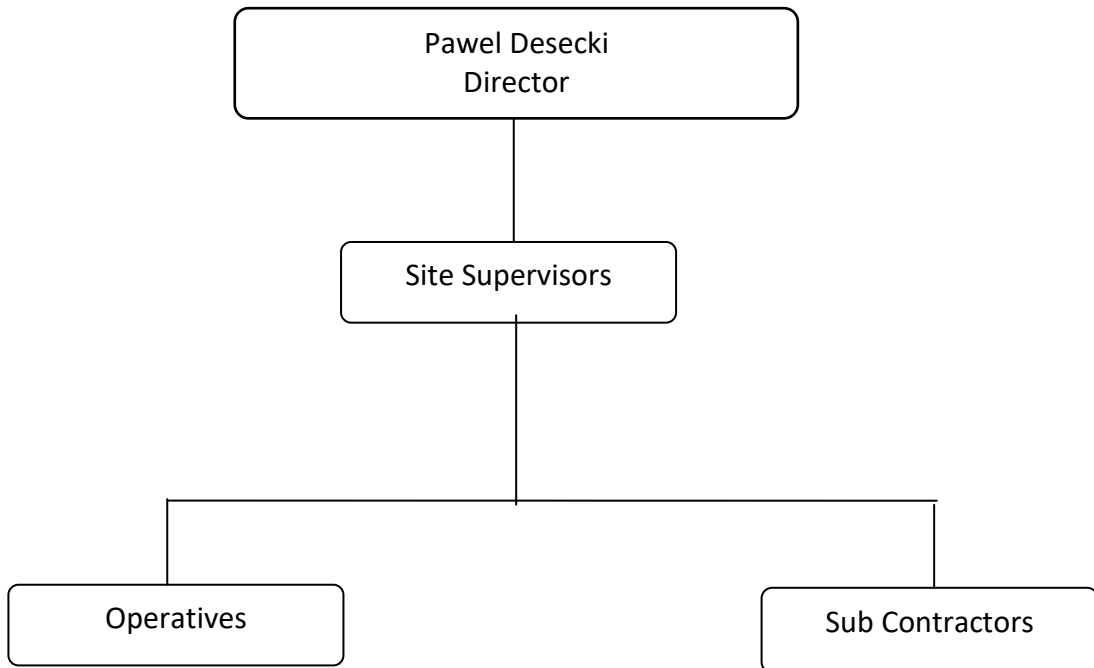 Pawel Desecki
Director
Site Supervisors
Operatives
Sub Contractors